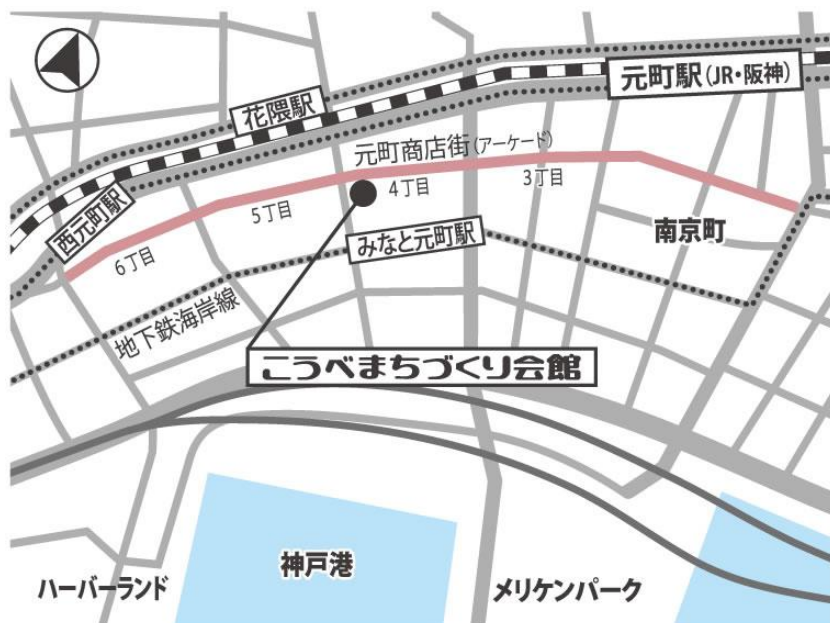 元町駅(JR・阪神)
花隈駅
元町商店街(アーケード)
西元町駅
3丁目
4丁目
5丁目
6丁目
南京町
みなと元町駅
地下鉄海岸線
こうべまちづくり会館
神戸港
ハーバーランド
メリケンパーク